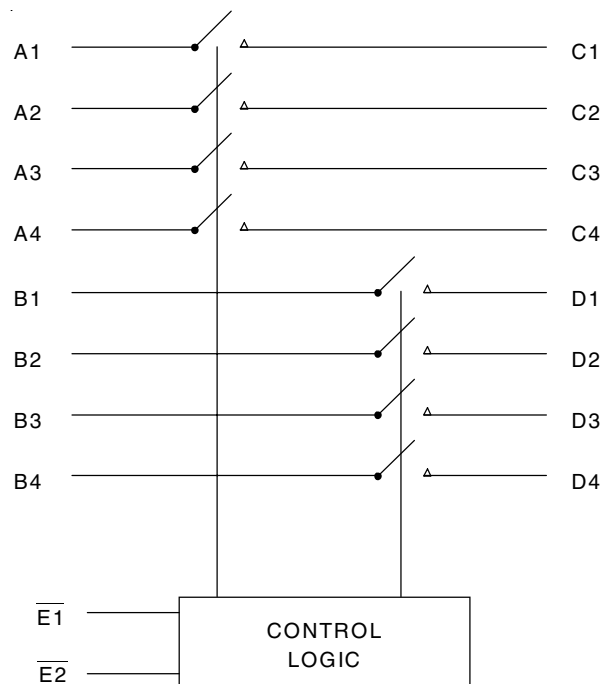 A1 C1
A2 C2
A3 C3
A4 C4
B1 D1
B2 D2
B3 D3
B4 D4
E1
CONTROL
LOGIC
E2